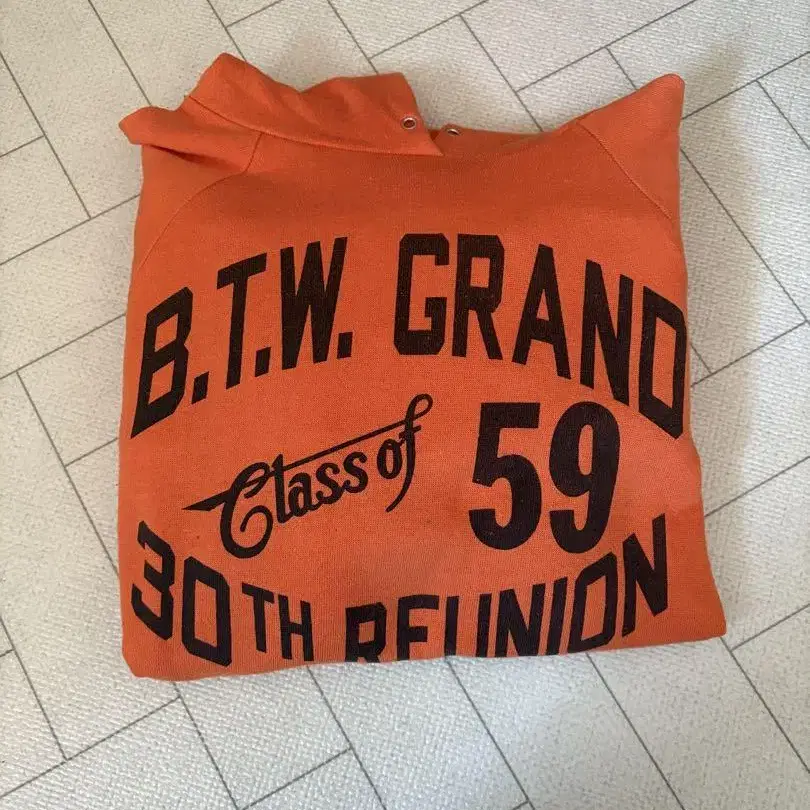 B.T.W. GRAND
Class of 59
30TH REUNION